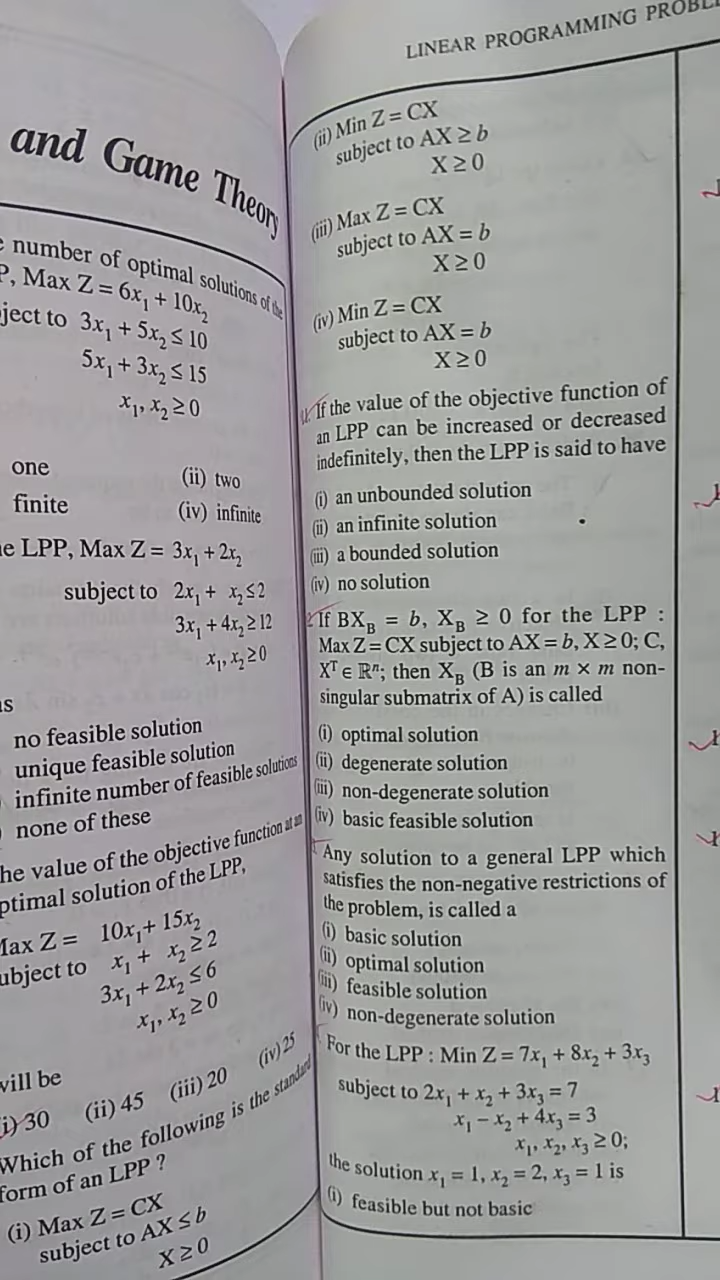 and Game Theory
number of optimal solutions of the
P, Max Z = 6x₁ + 10x₂
ject to 3x₁ + 5x₂ ≤ 10
5x₁ + 3x₂ ≤ 15
x₁, x₂ ≥ 0
one (ii) two
finite (iv) infinite
e LPP, Max Z = 3x₁ + 2x₂
subject to 2x₁ + x₂ ≤ 2
3x₁ + 4x₂ ≥ 12
x₁, x₂ ≥ 0
as
no feasible solution
unique feasible solution
infinite number of feasible solutions
none of these
he value of the objective function at an
ptimal solution of the LPP,
Max Z = 10x₁ + 15x₂
ubject to x₁ + x₂ ≥ 2
3x₁ + 2x₂ ≤ 6
x₁, x₂ ≥ 0
will be
i) 30 (ii) 45 (iii) 20 (iv) 25
Which of the following is the standard
form of an LPP ?
(i) Max Z = CX
subject to AX ≤ b
X ≥ 0
LINEAR PROGRAMMING PROBLE
(ii) Min Z = CX
subject to AX ≥ b
X ≥ 0
(iii) Max Z = CX
subject to AX = b
X ≥ 0
(iv) Min Z = CX
subject to AX = b
X ≥ 0
If the value of the objective function of
an LPP can be increased or decreased
indefinitely, then the LPP is said to have
(i) an unbounded solution
(ii) an infinite solution
(iii) a bounded solution
(iv) no solution
If BX_B = b, X_B ≥ 0 for the LPP :
Max Z = CX subject to AX = b, X ≥ 0; C,
Xᵀ ∈ ℝⁿ; then X_B (B is an m × m non-
singular submatrix of A) is called
(i) optimal solution
(ii) degenerate solution
(iii) non-degenerate solution
(iv) basic feasible solution
Any solution to a general LPP which
satisfies the non-negative restrictions of
the problem, is called a
(i) basic solution
(ii) optimal solution
(iii) feasible solution
(iv) non-degenerate solution
For the LPP : Min Z = 7x₁ + 8x₂ + 3x₃
subject to 2x₁ + x₂ + 3x₃ = 7
x₁ – x₂ + 4x₃ = 3
x₁, x₂, x₃ ≥ 0;
the solution x₁ = 1, x₂ = 2, x₃ = 1 is
(i) feasible but not basic